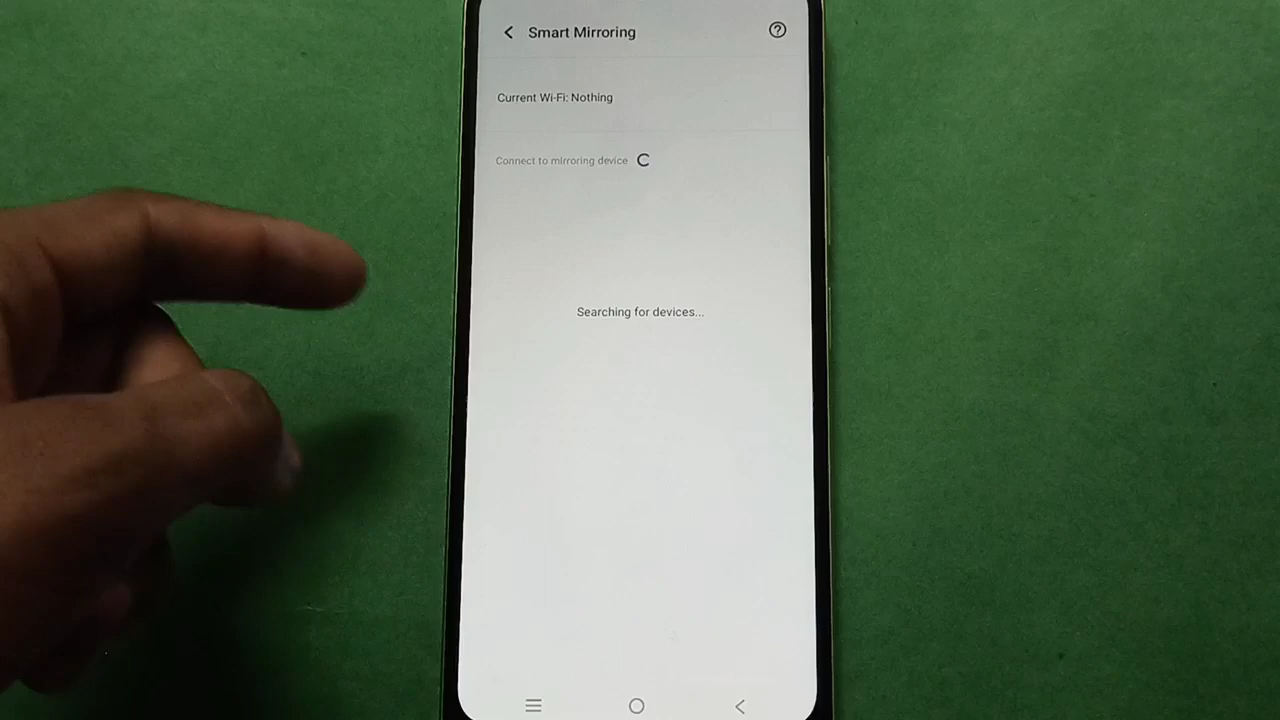 Smart Mirroring
Current Wi-Fi: Nothing
Connect to mirroring device
Searching for devices...